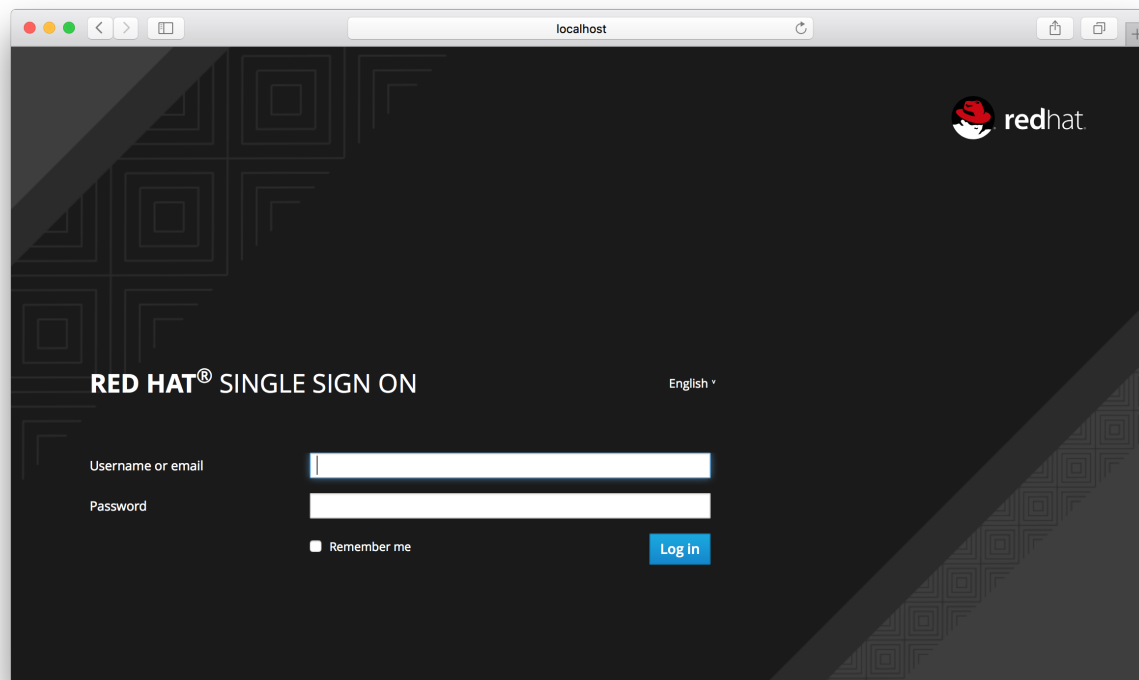 localhost
redhat.
RED HAT® SINGLE SIGN ON
English ˅
Username or email
Password
Remember me
Log in